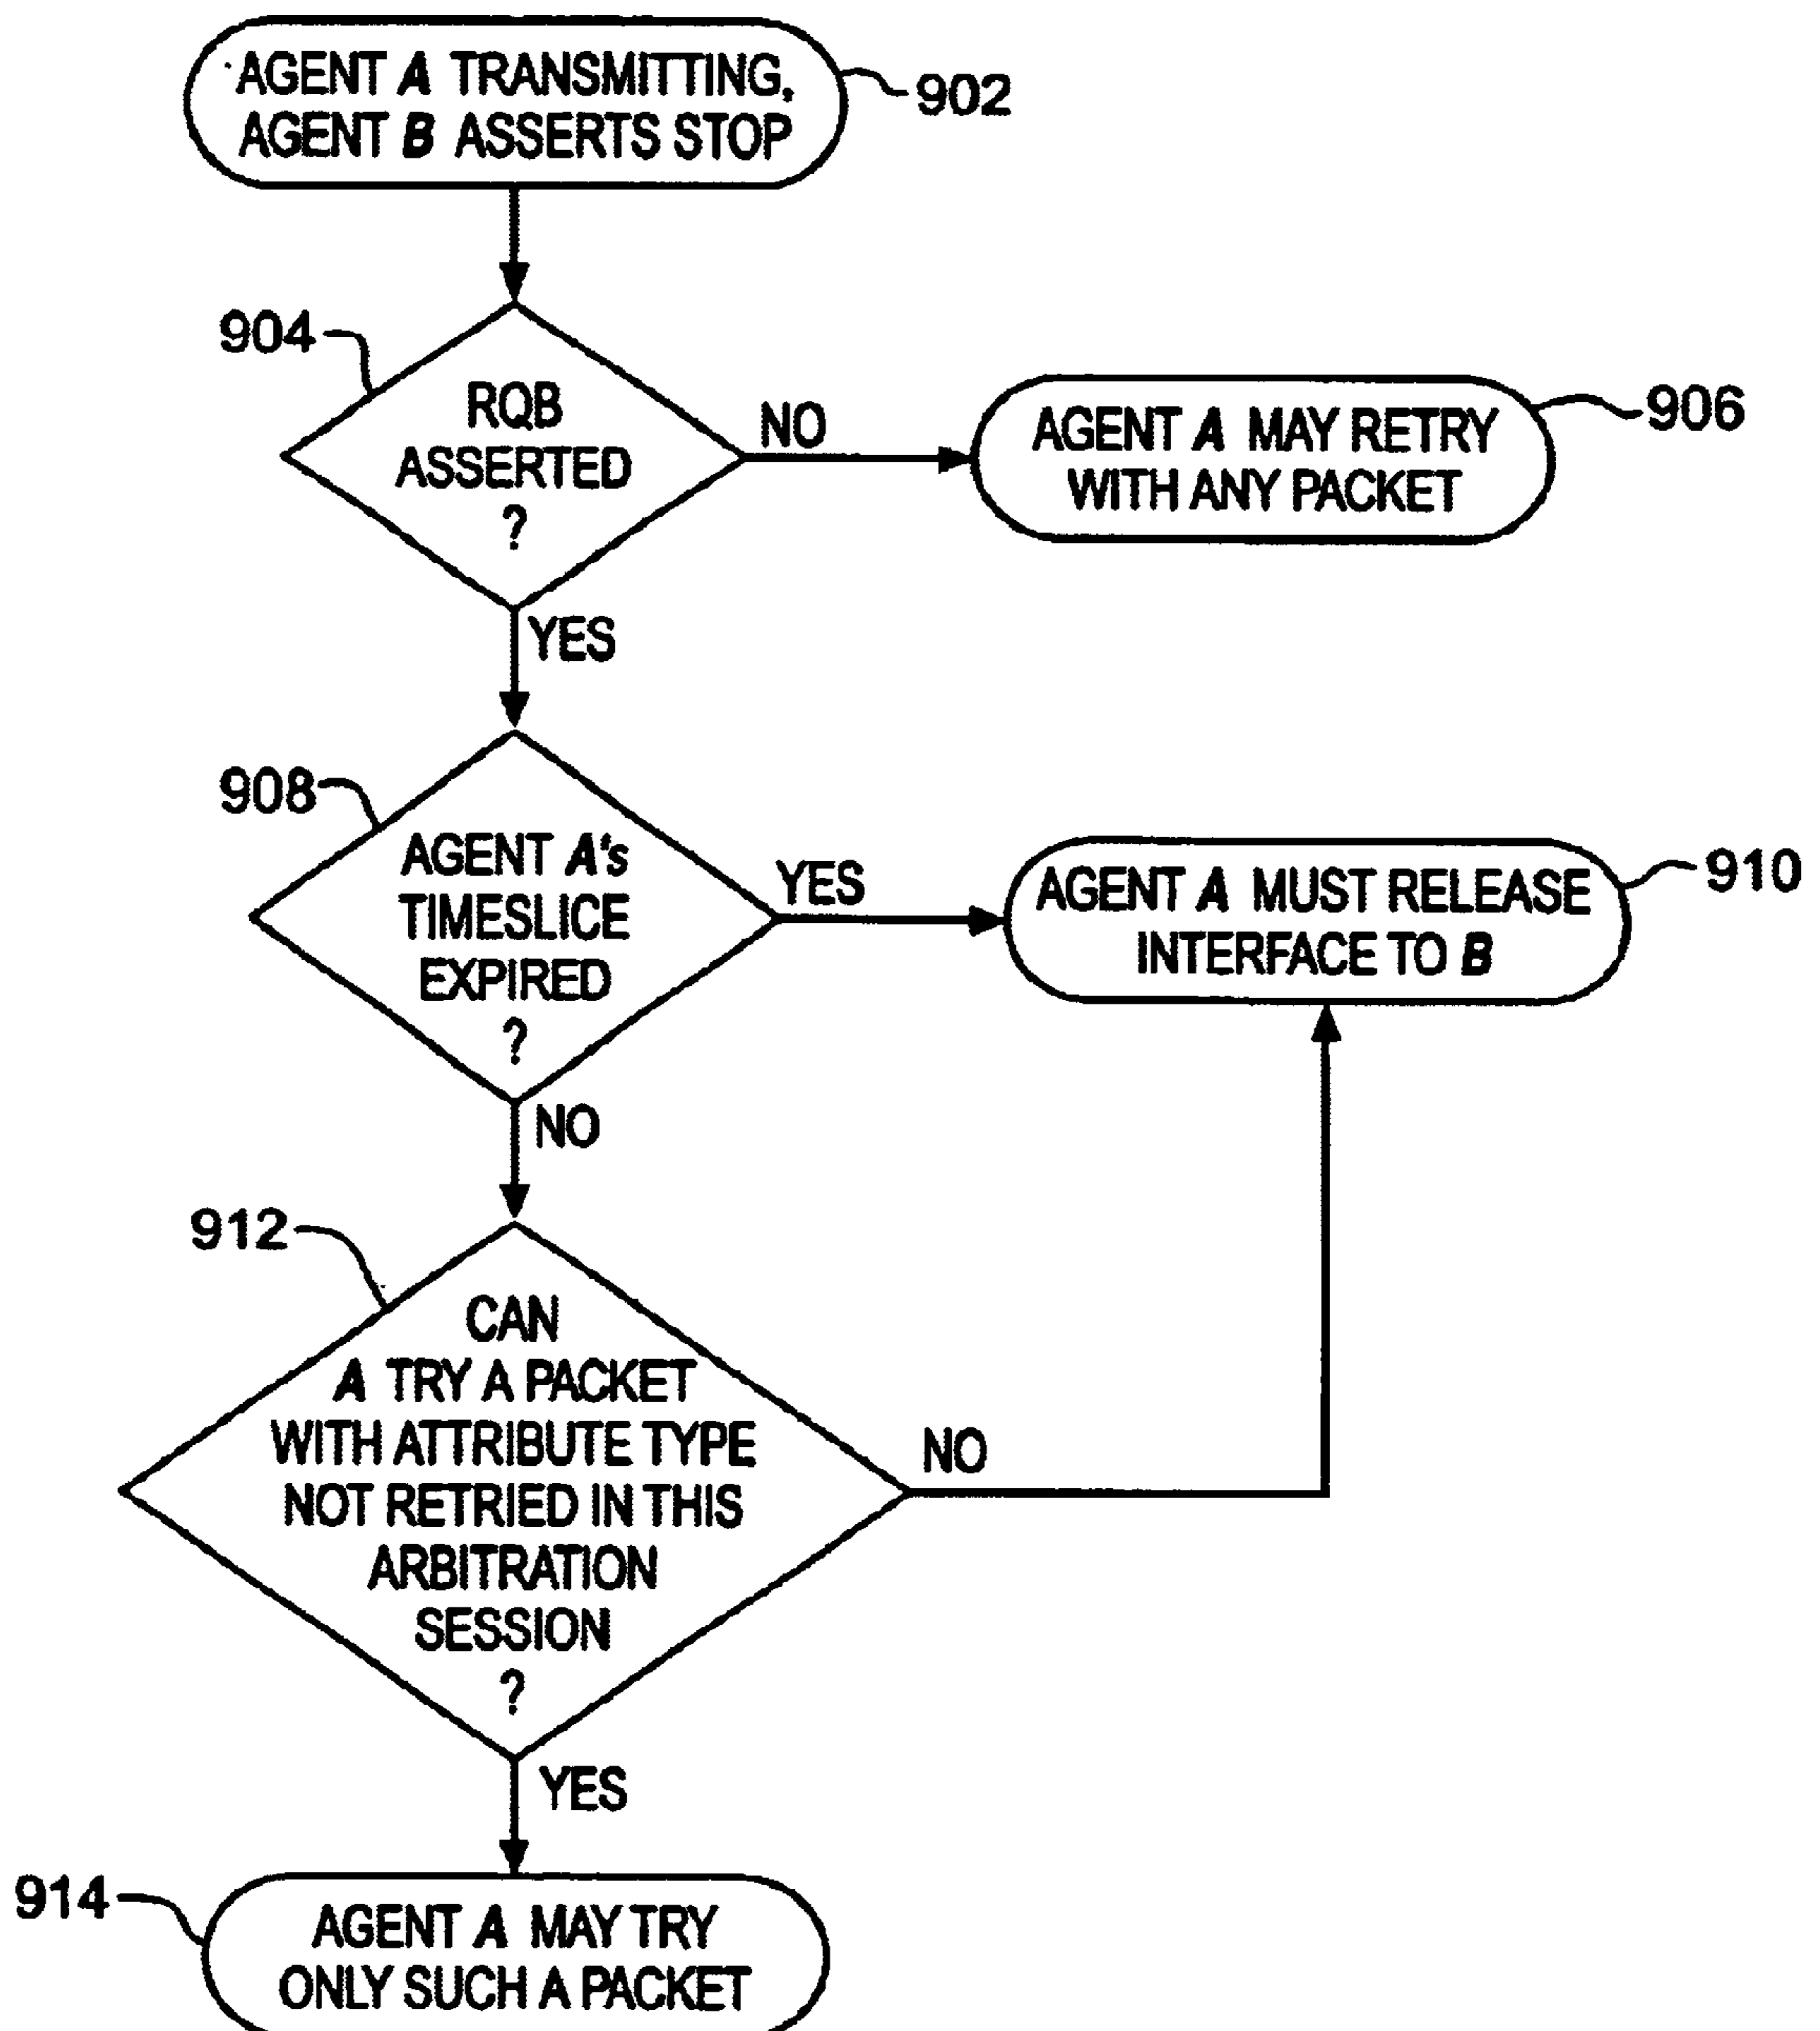 AGENT A TRANSMITTING,
AGENT B ASSERTS STOP
902
904
RQB
ASSERTED
?
NO
AGENT A MAY RETRY
WITH ANY PACKET
906
YES
908
AGENT A's
TIMESLICE
EXPIRED
?
YES
AGENT A MUST RELEASE
INTERFACE TO B
910
NO
912
CAN
A TRY A PACKET
WITH ATTRIBUTE TYPE
NOT RETRIED IN THIS
ARBITRATION
SESSION
?
NO
YES
914
AGENT A MAY TRY
ONLY SUCH A PACKET